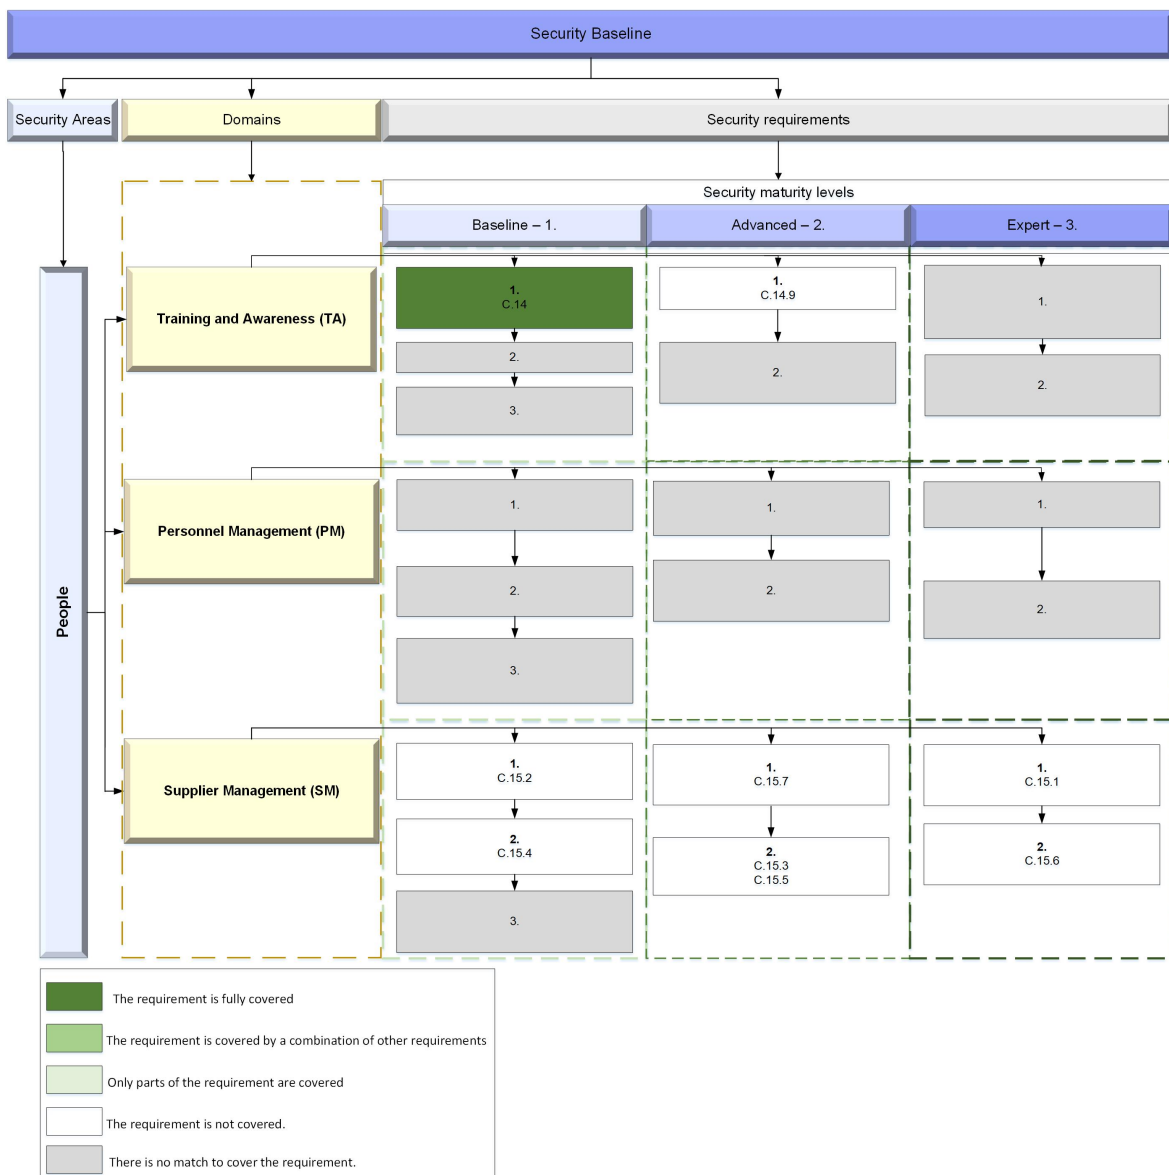 Security Baseline
Security Areas
Domains
Security requirements
Security maturity levels
Baseline – 1.
Advanced – 2.
Expert – 3.
People
Training and Awareness (TA)
1.
C.14
2.
3.
1.
C.14.9
2.
1.
2.
Personnel Management (PM)
1.
2.
3.
1.
2.
1.
2.
Supplier Management (SM)
1.
C.15.2
2.
C.15.4
3.
1.
C.15.7
2.
C.15.3
C.15.5
1.
C.15.1
2.
C.15.6
The requirement is fully covered
The requirement is covered by a combination of other requirements
Only parts of the requirement are covered
The requirement is not covered.
There is no match to cover the requirement.